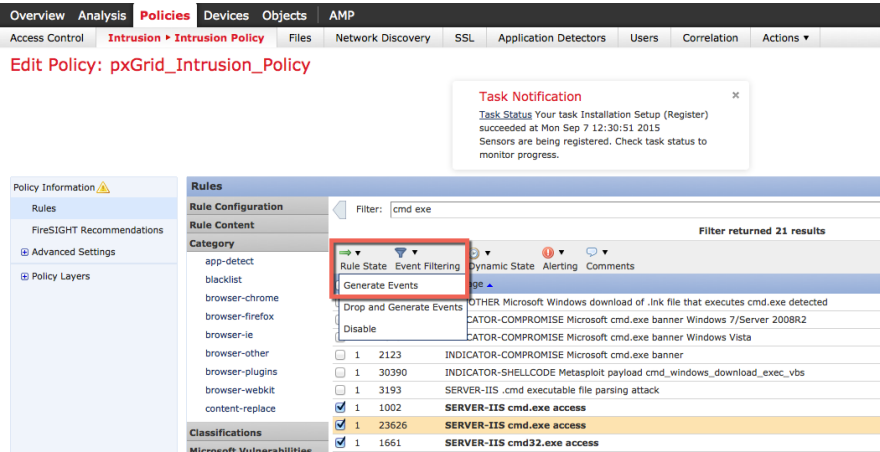 Overview Analysis Policies Devices Objects AMP
Access Control Intrusion ▸ Intrusion Policy Files Network Discovery SSL Application Detectors Users Correlation Actions ▼
Edit Policy: pxGrid_Intrusion_Policy
Task Notification ×
Task Status Your task Installation Setup (Register)
succeeded at Mon Sep 7 12:30:51 2015
Sensors are being registered. Check task status to
monitor progress.
Policy Information
Rules
FireSIGHT Recommendations
Advanced Settings
Policy Layers
Rules
Rule Configuration
Rule Content
Category
app-detect
blacklist
browser-chrome
browser-firefox
browser-ie
browser-other
browser-plugins
browser-webkit
content-replace
Classifications
Microsoft Vulnerabilities
Filter: cmd exe
Filter returned 21 results
Rule State Event Filtering Dynamic State Alerting Comments
Generate Events
Drop and Generate Events
Disable
OTHER Microsoft Windows download of .lnk file that executes cmd.exe detected
CATOR-COMPROMISE Microsoft cmd.exe banner Windows 7/Server 2008R2
CATOR-COMPROMISE Microsoft cmd.exe banner Windows Vista
1 2123 INDICATOR-COMPROMISE Microsoft cmd.exe banner
1 30390 INDICATOR-SHELLCODE Metasploit payload cmd_windows_download_exec_vbs
1 3193 SERVER-IIS .cmd executable file parsing attack
1 1002 SERVER-IIS cmd.exe access
1 23626 SERVER-IIS cmd.exe access
1 1661 SERVER-IIS cmd32.exe access